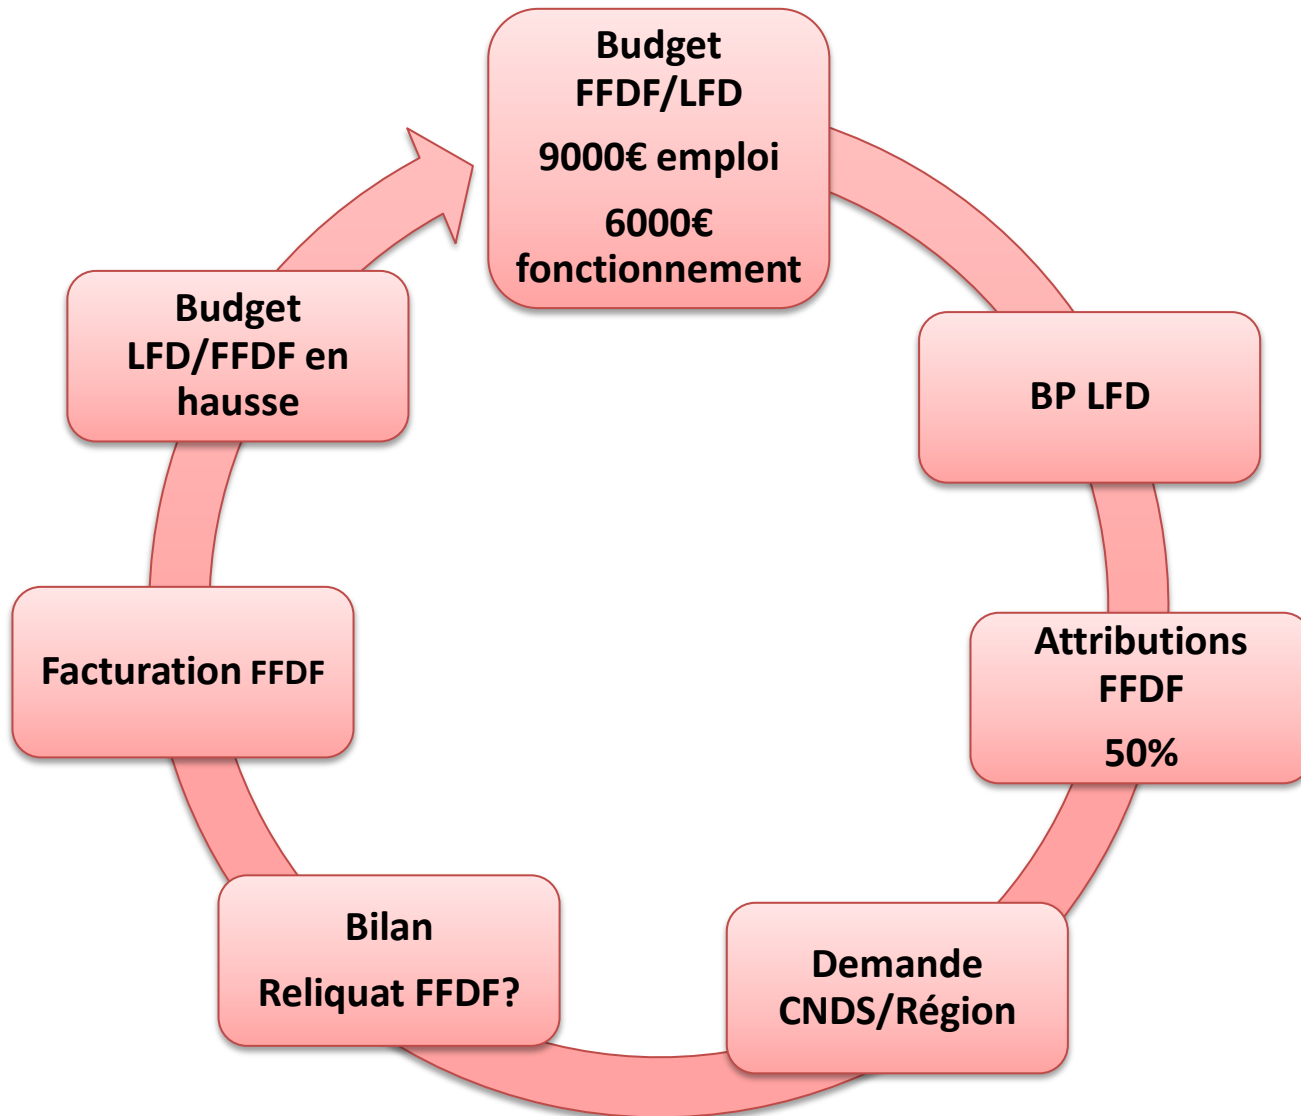 Budget
FFDF/LFD
9000€ emploi
6000€
fonctionnement
BP LFD
Attributions
FFDF
50%
Demande
CNDS/Région
Bilan
Reliquat FFDF?
Facturation FFDF
Budget
LFD/FFDF en
hausse